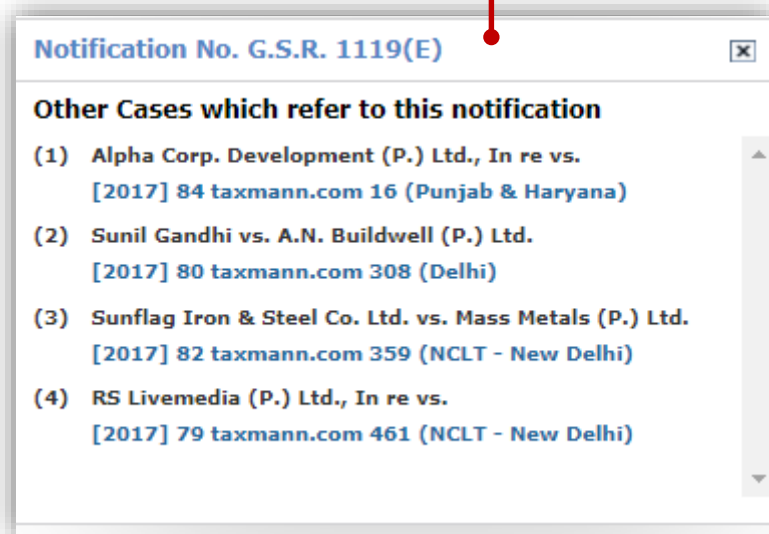 Notification No. G.S.R. 1119(E)
Other Cases which refer to this notification
(1) Alpha Corp. Development (P.) Ltd., In re vs.
[2017] 84 taxmann.com 16 (Punjab & Haryana)
(2) Sunil Gandhi vs. A.N. Buildwell (P.) Ltd.
[2017] 80 taxmann.com 308 (Delhi)
(3) Sunflag Iron & Steel Co. Ltd. vs. Mass Metals (P.) Ltd.
[2017] 82 taxmann.com 359 (NCLT - New Delhi)
(4) RS Livemedia (P.) Ltd., In re vs.
[2017] 79 taxmann.com 461 (NCLT - New Delhi)